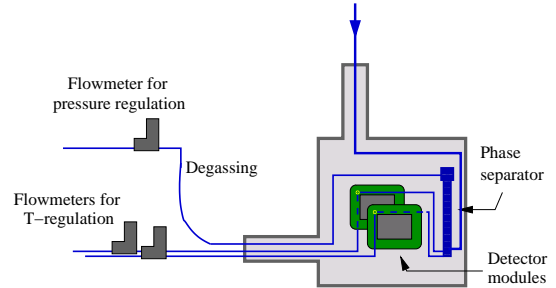 Flowmeter for
pressure regulation
Degassing
Flowmeters for
T−regulation
Phase
separator
Detector
modules